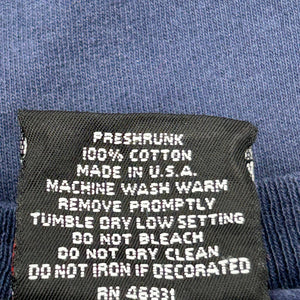 PRESHRUNK
100% COTTON
MADE IN U.S.A.
MACHINE WASH WARM
REMOVE PROMPTLY
TUMBLE DRY LOW SETTING
DO NOT BLEACH
DO NOT DRY CLEAN
DO NOT IRON IF DECORATED
RN 46831